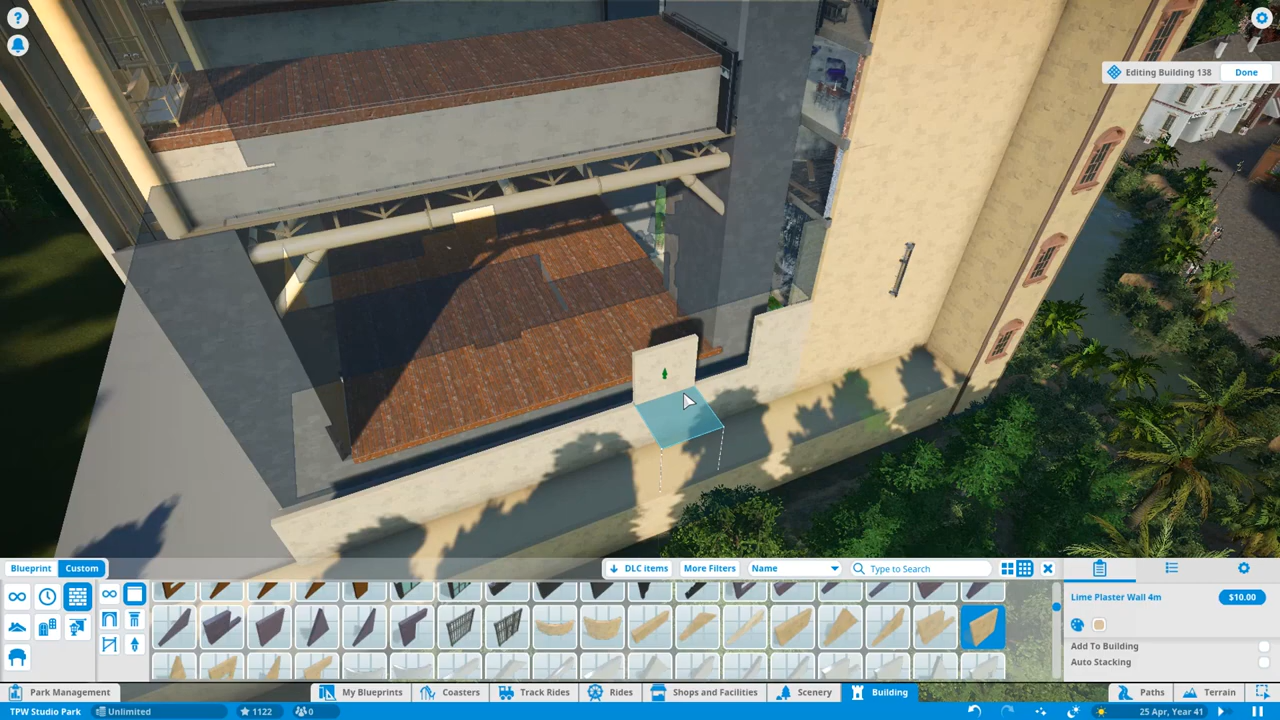 ?
Editing Building 138
Done
Blueprint
Custom
DLC items
More Filters
Name
Type to Search
Lime Plaster Wall 4m
$10.00
Add To Building
Auto Stacking
Park Management
My Blueprints
Coasters
Track Rides
Rides
Shops and Facilities
Scenery
Building
Paths
Terrain
TPW Studio Park
Unlimited
1122
0
25 Apr, Year 41